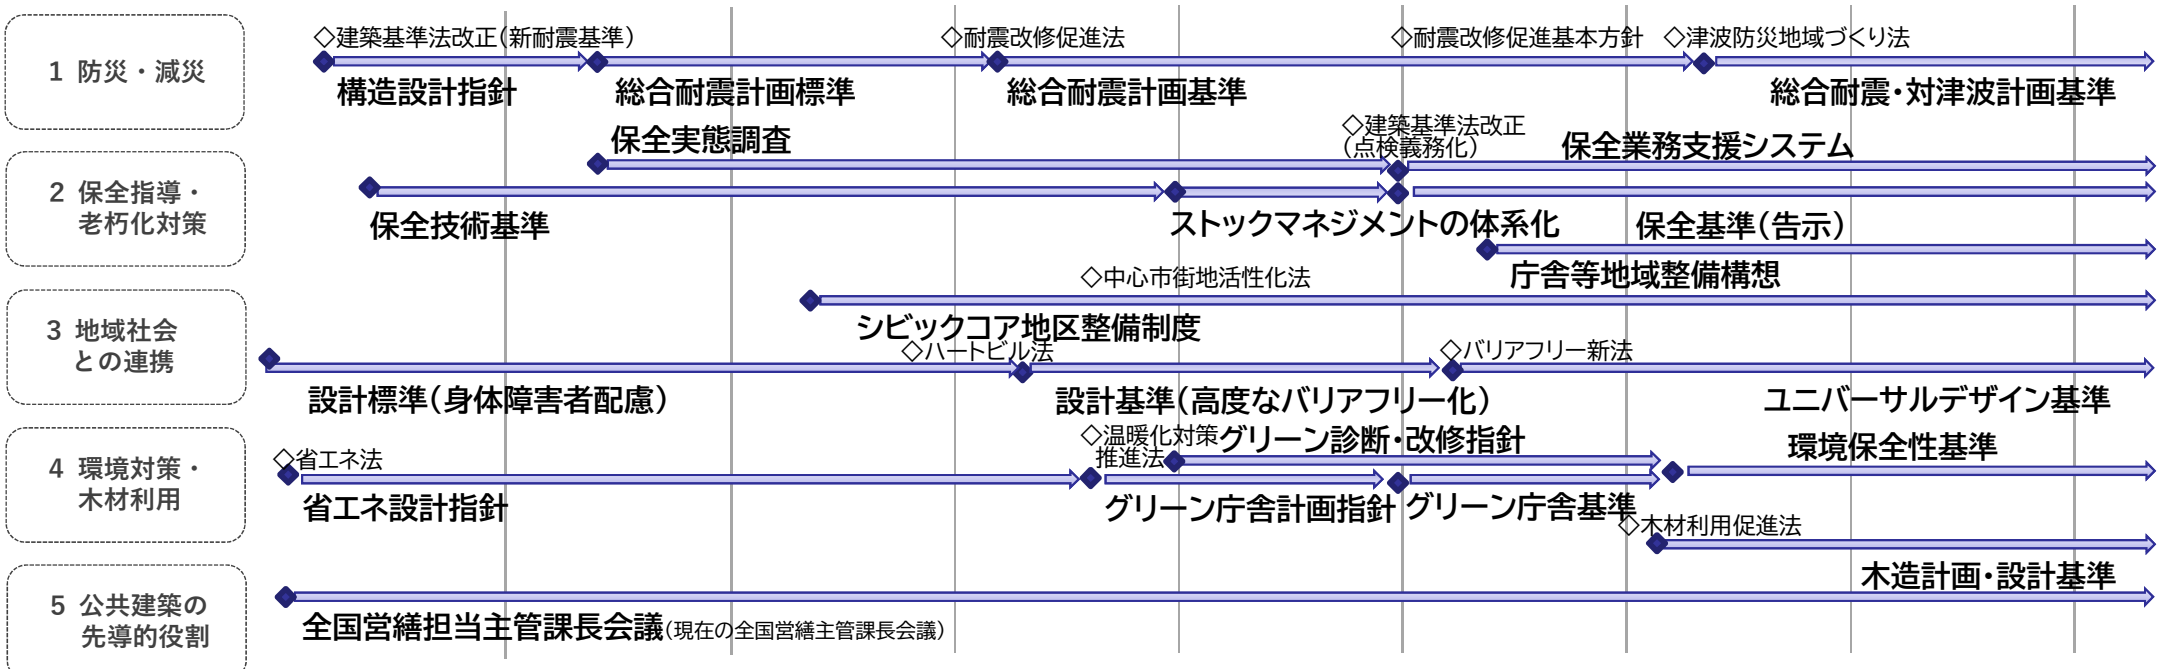 1 防災・減災
◇建築基準法改正（新耐震基準）
◇耐震改修促進法
◇耐震改修促進基本方針
◇津波防災地域づくり法
構造設計指針
総合耐震計画標準
総合耐震計画基準
総合耐震・対津波計画基準
2 保全指導・
老朽化対策
保全実態調査
◇建築基準法改正
（点検義務化）
保全業務支援システム
保全技術基準
ストックマネジメントの体系化
保全基準（告示）
庁舎等地域整備構想
3 地域社会
との連携
◇中心市街地活性化法
シビックコア地区整備制度
◇ハートビル法
◇バリアフリー新法
設計標準（身体障害者配慮）
設計基準（高度なバリアフリー化）
ユニバーサルデザイン基準
4 環境対策・
木材利用
◇省エネ法
◇温暖化対策
推進法
グリーン診断・改修指針
環境保全性基準
省エネ設計指針
グリーン庁舎計画指針
グリーン庁舎基準
◇木材利用促進法
木造計画・設計基準
5 公共建築の
先導的役割
全国営繕担当主管課長会議（現在の全国営繕主管課長会議）